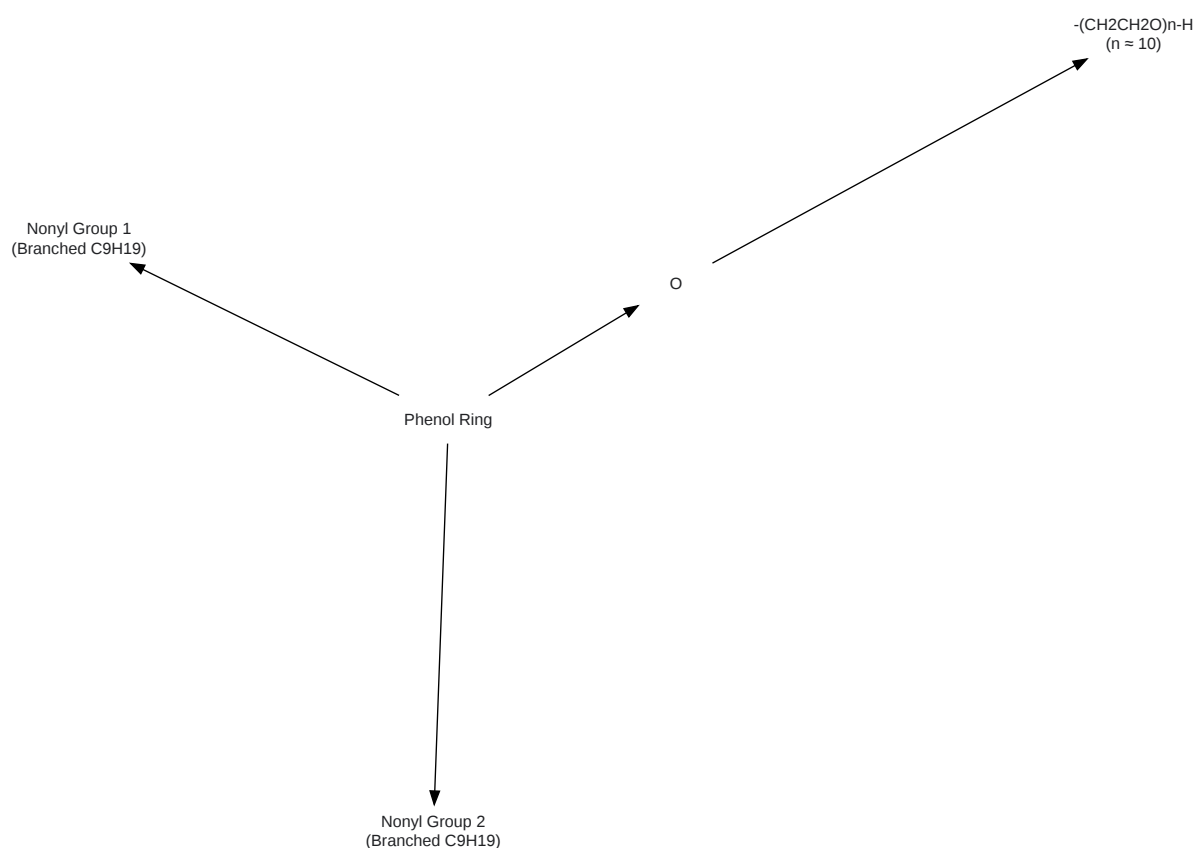 -(CH2CH2O)n-H
(n ≈ 10)
Nonyl Group 1
(Branched C9H19)
O
Phenol Ring
Nonyl Group 2
(Branched C9H19)